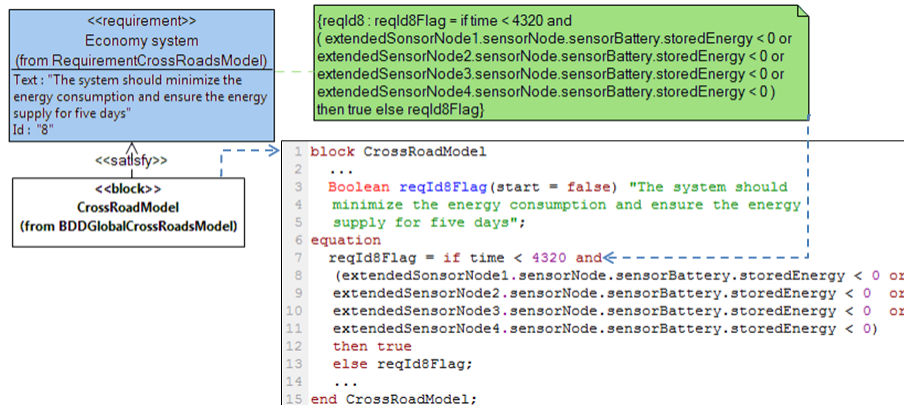 <<requirement>>
Economy system
(from RequirementCrossRoadsModel)
Text : "The system should minimize the
energy consumption and ensure the energy
supply for five days"
Id : "8"
{reqId8 : reqId8Flag = if time < 4320 and
( extendedSonsorNode1.sensorNode.sensorBattery.storedEnergy < 0 or
extendedSensorNode2.sensorNode.sensorBattery.storedEnergy < 0 or
extendedSensorNode3.sensorNode.sensorBattery.storedEnergy < 0 or
extendedSensorNode4.sensorNode.sensorBattery.storedEnergy < 0 )
then true else reqId8Flag}
<<satisfy>>
<<block>>
CrossRoadModel
(from BDDGlobalCrossRoadsModel)
1 block CrossRoadModel
2 ...
3 Boolean reqId8Flag(start = false) "The system should
4 minimize the energy consumption and ensure the energy
5 supply for five days";
6 equation
7 reqId8Flag = if time < 4320 and
8 (extendedSonsorNode1.sensorNode.sensorBattery.storedEnergy < 0 or
9 extendedSensorNode2.sensorNode.sensorBattery.storedEnergy < 0 or
10 extendedSensorNode3.sensorNode.sensorBattery.storedEnergy < 0 or
11 extendedSensorNode4.sensorNode.sensorBattery.storedEnergy < 0)
12 then true
13 else reqId8Flag;
14 ...
15 end CrossRoadModel;